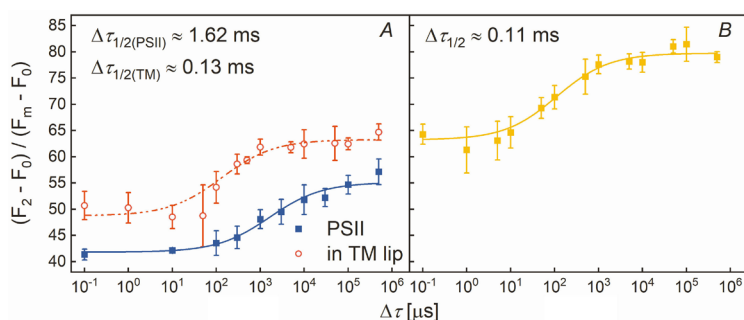 Δτ1/2(PSII) ≈ 1.62 ms
Δτ1/2(TM) ≈ 0.13 ms
A
Δτ1/2 ≈ 0.11 ms
B
(F2 - F0) / (Fm - F0)
85
80
75
70
65
60
55
50
45
40
PSII
in TM lip
10⁻¹ 10⁰ 10¹ 10² 10³ 10⁴ 10⁵ 10⁶
10⁻¹ 10⁰ 10¹ 10² 10³ 10⁴ 10⁵ 10⁶
Δτ [μs]